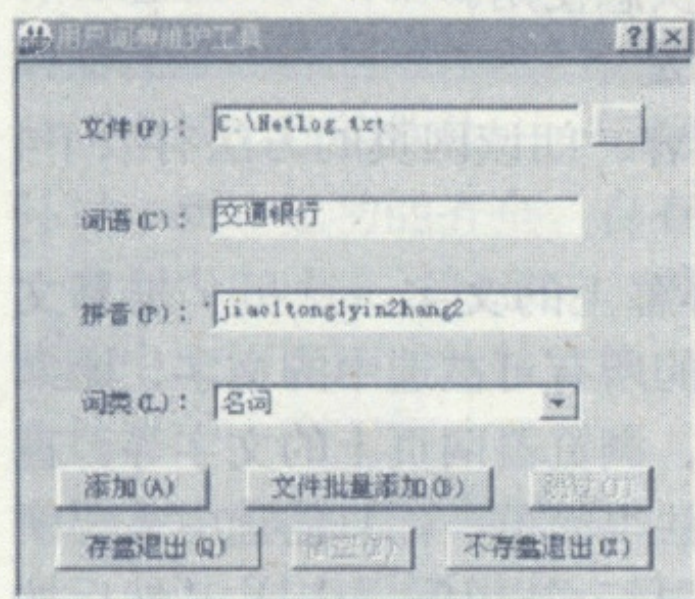 用户词典维护工具
文件(F)： C:\Netlog.txt
词语(C)： 交通银行
拼音(P)： jiao1tong1yin2hang2
词类(L)： 名词
添加(A) 文件批量添加(B)
存盘退出(Q) 不存盘退出(X)